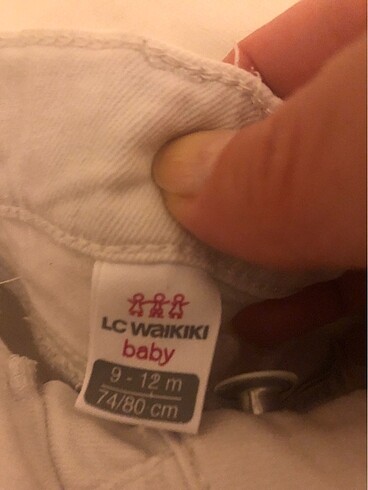 LC WAIKIKI
baby
9 - 12 m
74/80 cm